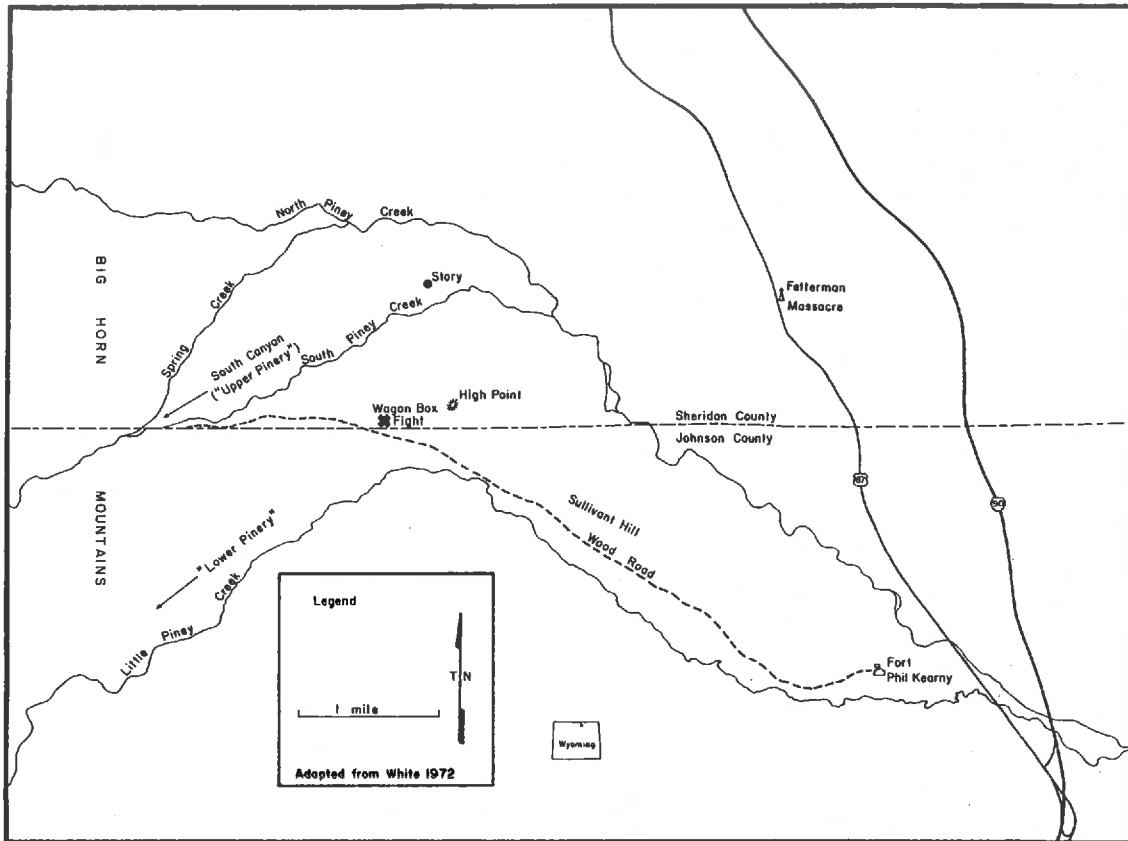 North Piney Creek
Story
Fetterman
Massacre
BIG HORN
MOUNTAINS
Spring Creek
South Canyon
("Upper Pinery")
South Piney Creek
High Point
Wagon Box
Fight
Sheridan County
Johnson County
87
90
Sullivant Hill
Wood Road
"Lower Pinery"
Little Piney Creek
Fort
Phil Kearny
Legend
T N
1 mile
Adapted from White 1972
Wyoming